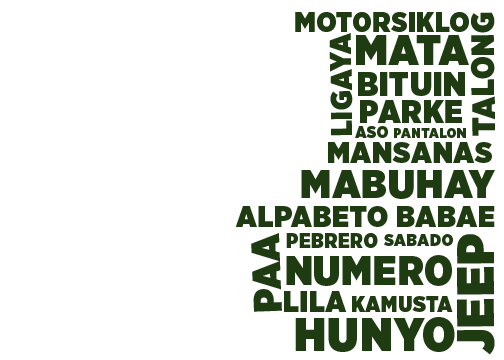 MOTORSIKLO
LIGAYA
MATA
TALONG
BITUIN
PARKE
ASO PANTALON
MANSANAS
MABUHAY
ALPABETO BABAE
PAA
PEBRERO SABADO
JEEP
NUMERO
LILA KAMUSTA
HUNYO